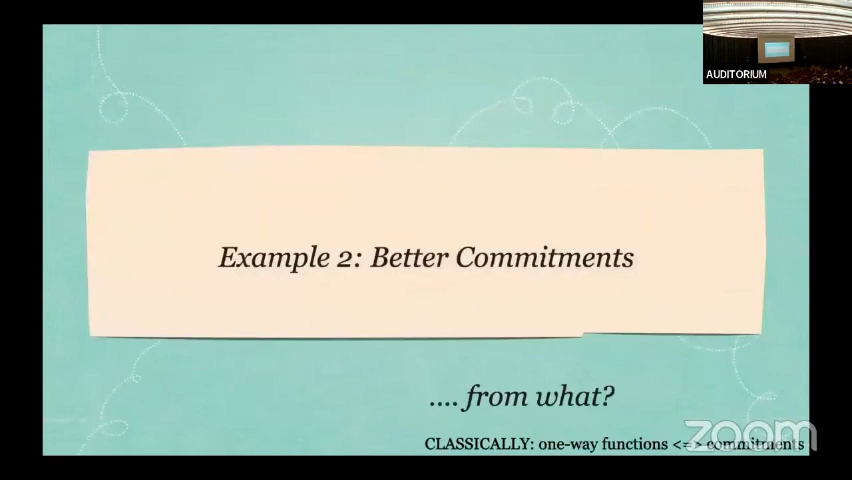 AUDITORIUM
Example 2: Better Commitments
.... from what?
CLASSICALLY: one-way functions <=> commitments
zoom